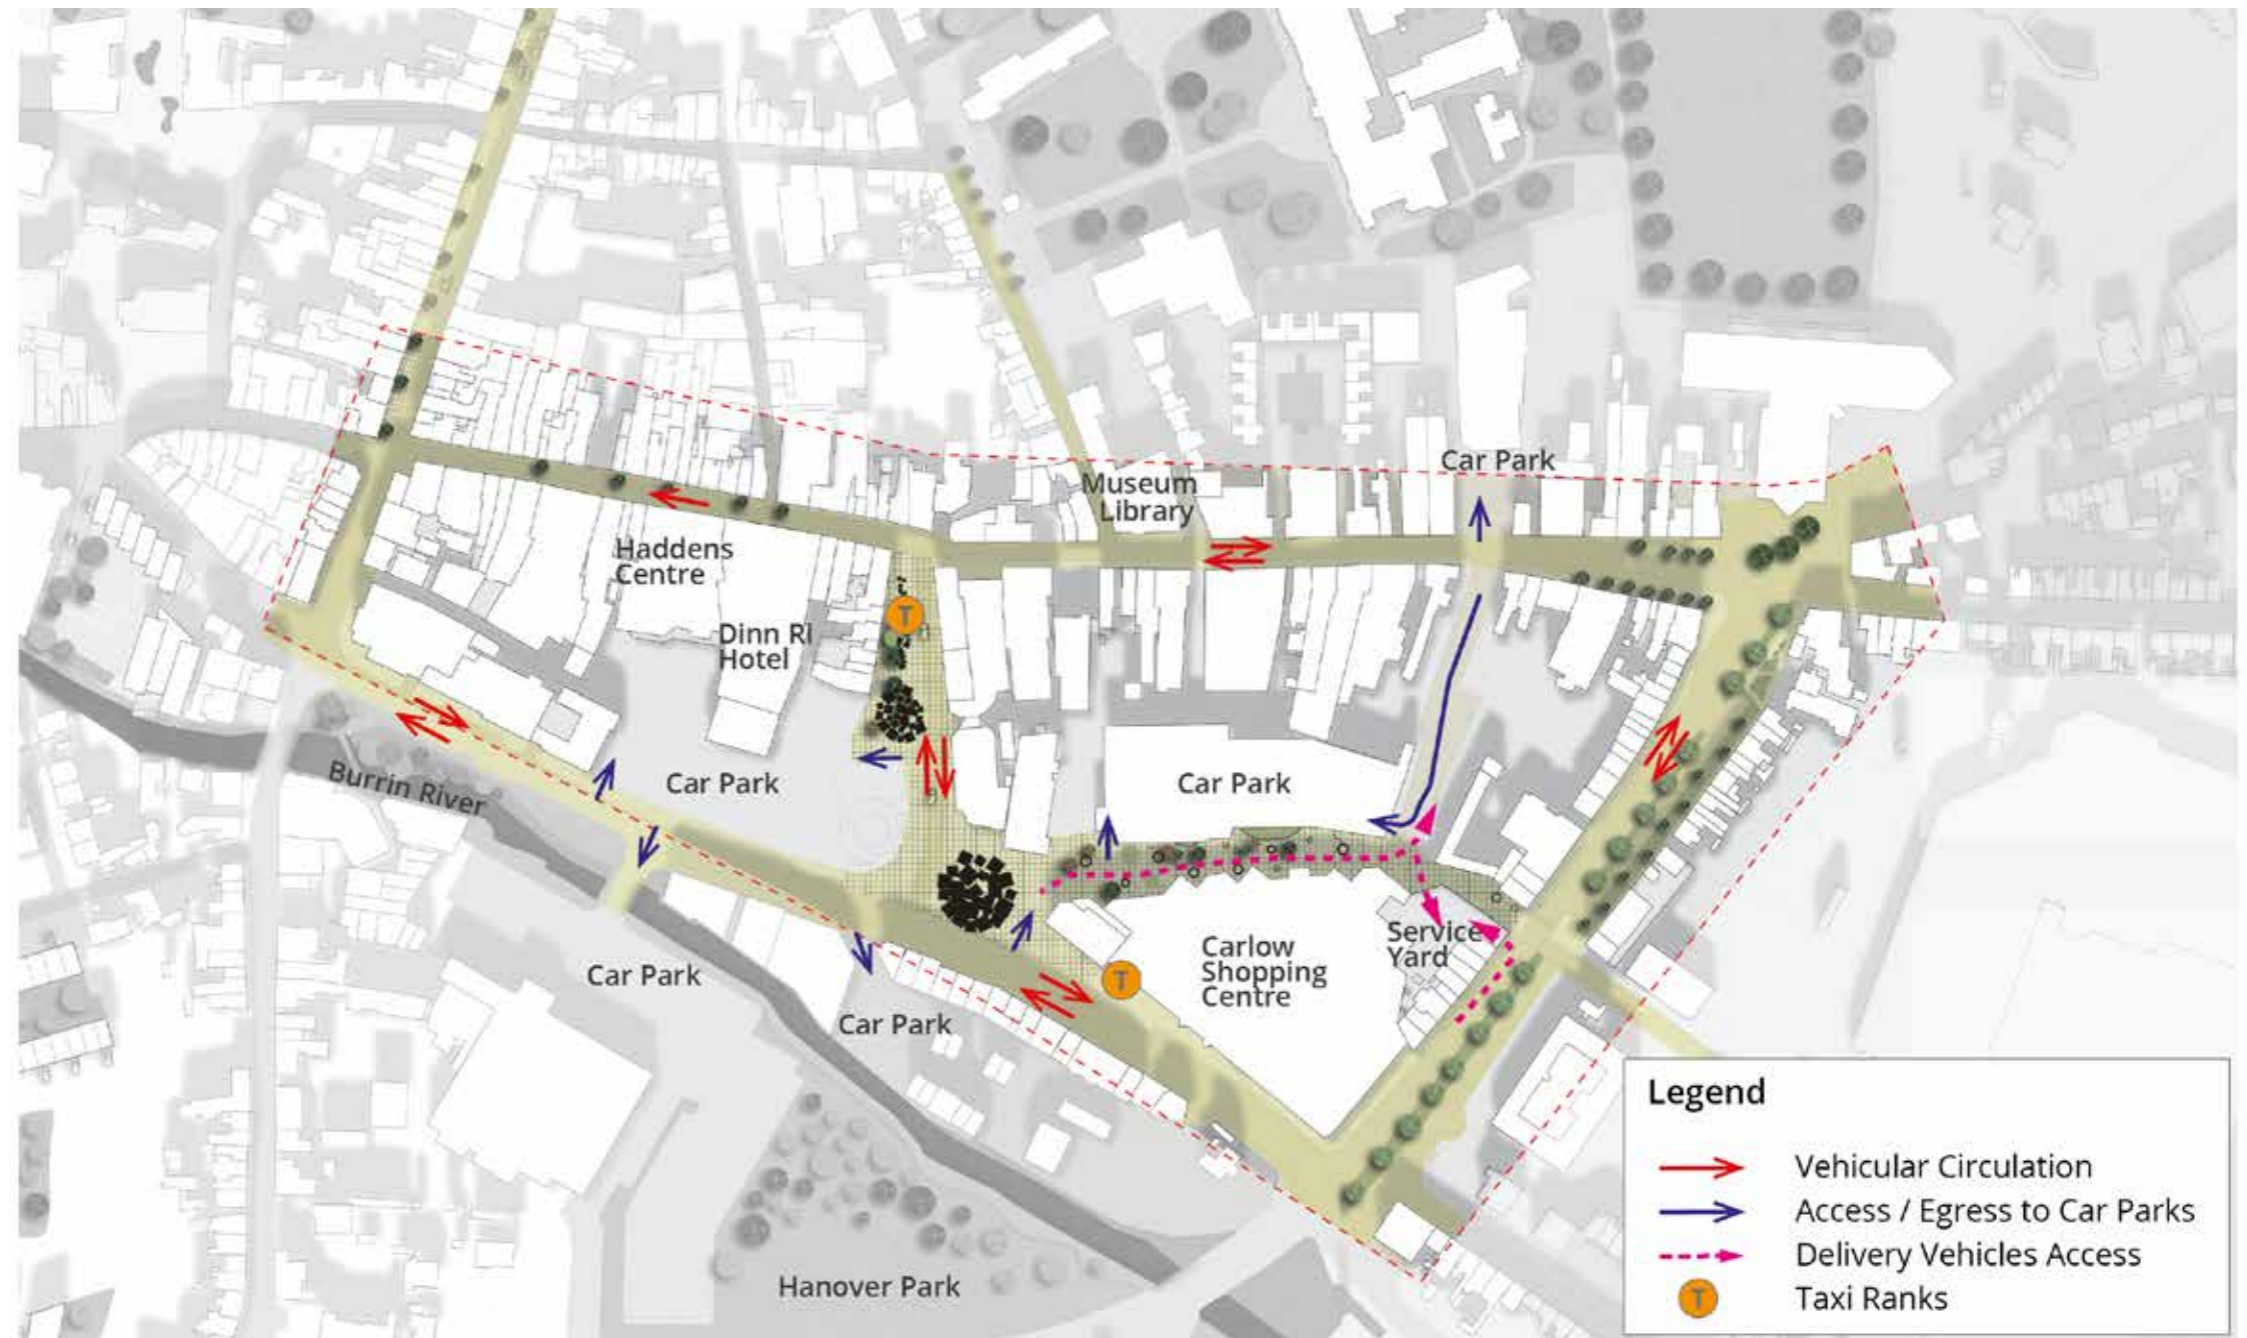 Car Park
Museum
Library
Haddens
Centre
T
Dinn Ri
Hotel
Car Park
Car Park
Burrin River
Service
Yard
Carlow
Shopping
Centre
T
Car Park
Car Park
Hanover Park
Legend
Vehicular Circulation
Access / Egress to Car Parks
Delivery Vehicles Access
T
Taxi Ranks